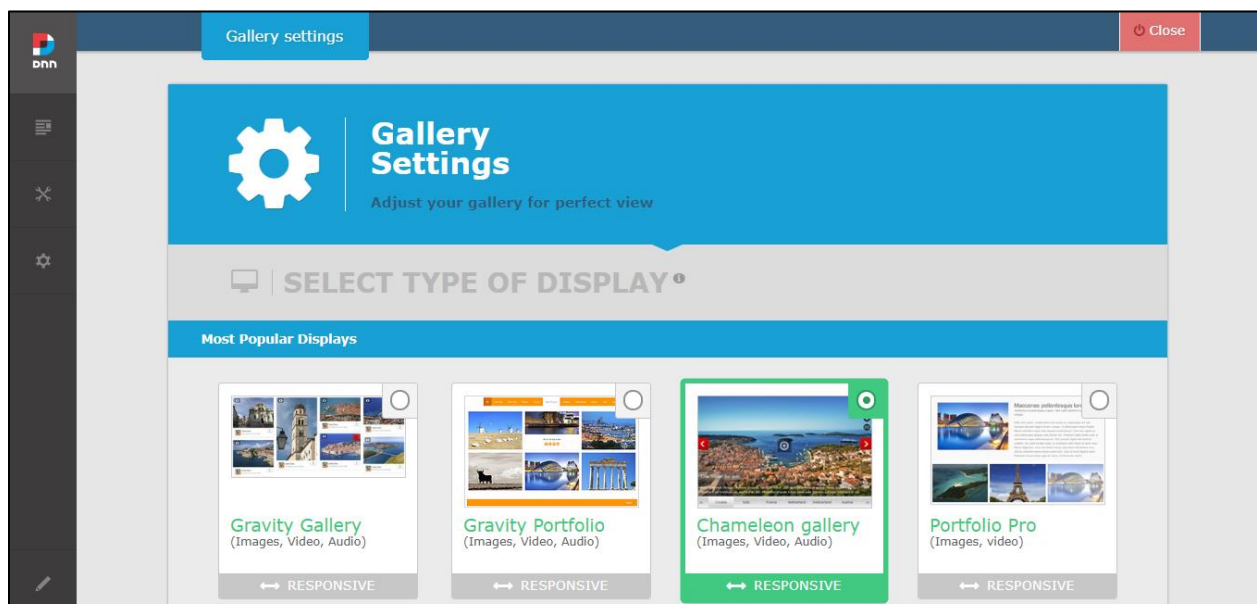 DNN
Gallery settings
Close
Gallery
Settings
Adjust your gallery for perfect view
SELECT TYPE OF DISPLAY
Most Popular Displays
Gravity Gallery
(Images, Video, Audio)
RESPONSIVE
Gravity Portfolio
(Images, Video, Audio)
RESPONSIVE
Chameleon gallery
(Images, Video, Audio)
RESPONSIVE
Portfolio Pro
(Images, video)
RESPONSIVE